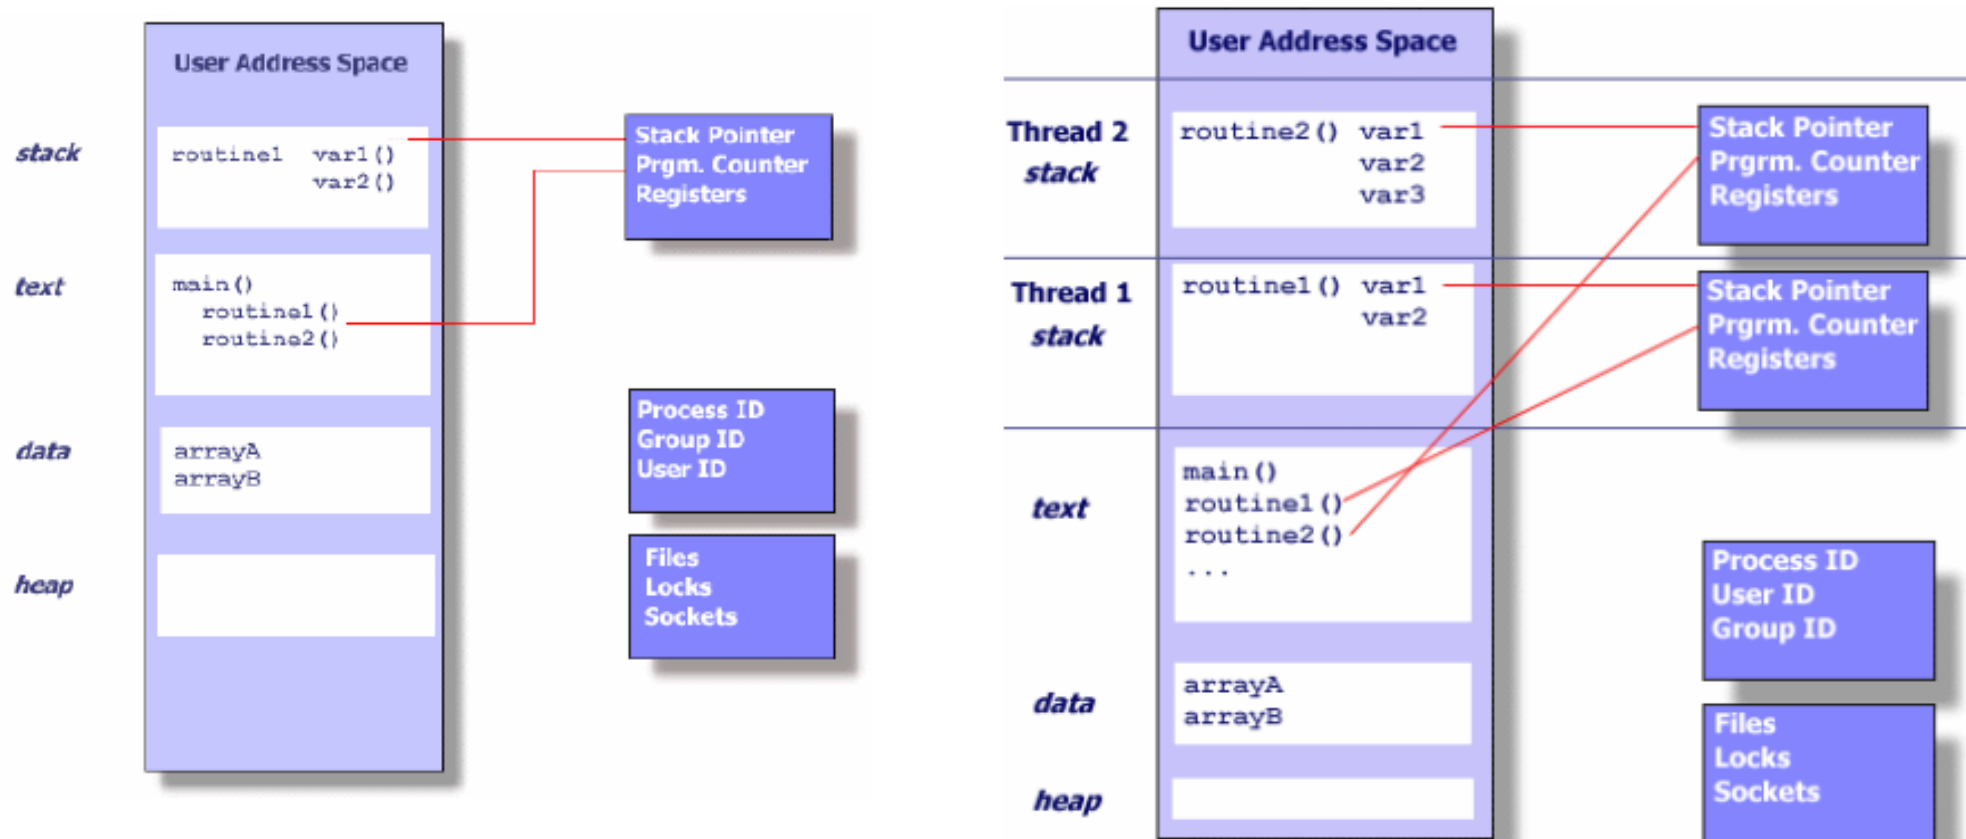 User Address Space
stack
routine1 var1()
var2()
Stack Pointer
Prgm. Counter
Registers
text
main()
routine1()
routine2()
Process ID
Group ID
User ID
data
arrayA
arrayB
Files
Locks
Sockets
heap
User Address Space
Thread 2
stack
routine2() var1
var2
var3
Stack Pointer
Prgrm. Counter
Registers
Thread 1
stack
routine1() var1
var2
Stack Pointer
Prgrm. Counter
Registers
text
main()
routine1()
routine2()
...
Process ID
User ID
Group ID
data
arrayA
arrayB
Files
Locks
Sockets
heap